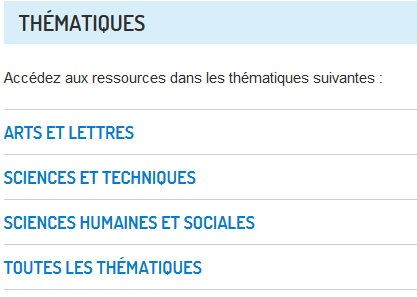 THÉMATIQUES
Accédez aux ressources dans les thématiques suivantes :
ARTS ET LETTRES
SCIENCES ET TECHNIQUES
SCIENCES HUMAINES ET SOCIALES
TOUTES LES THÉMATIQUES